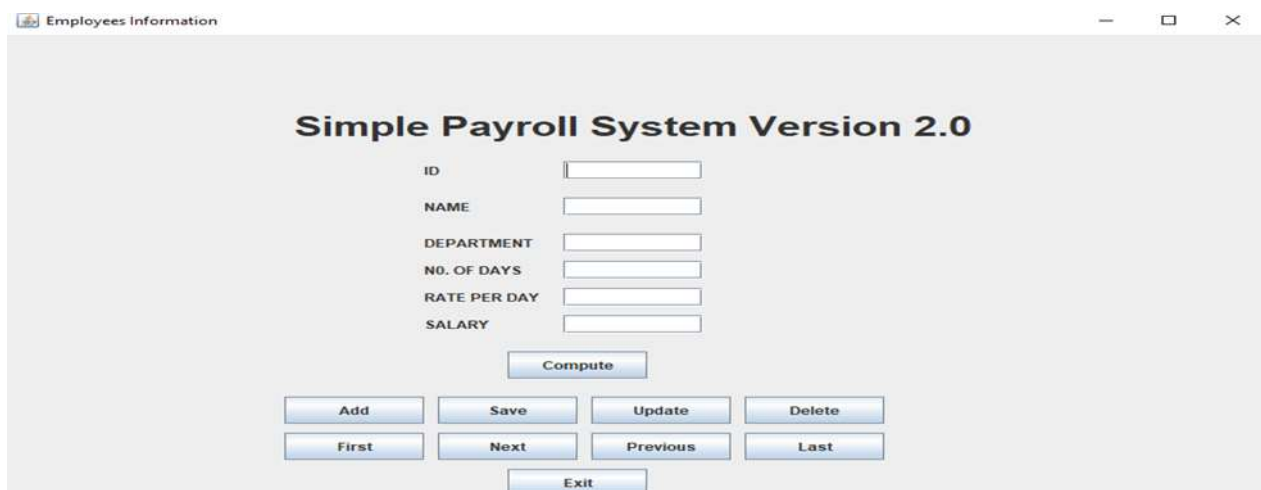 Employees Information
Simple Payroll System Version 2.0
ID
NAME
DEPARTMENT
N0. OF DAYS
RATE PER DAY
SALARY
Compute
Add Save Update Delete
First Next Previous Last
Exit